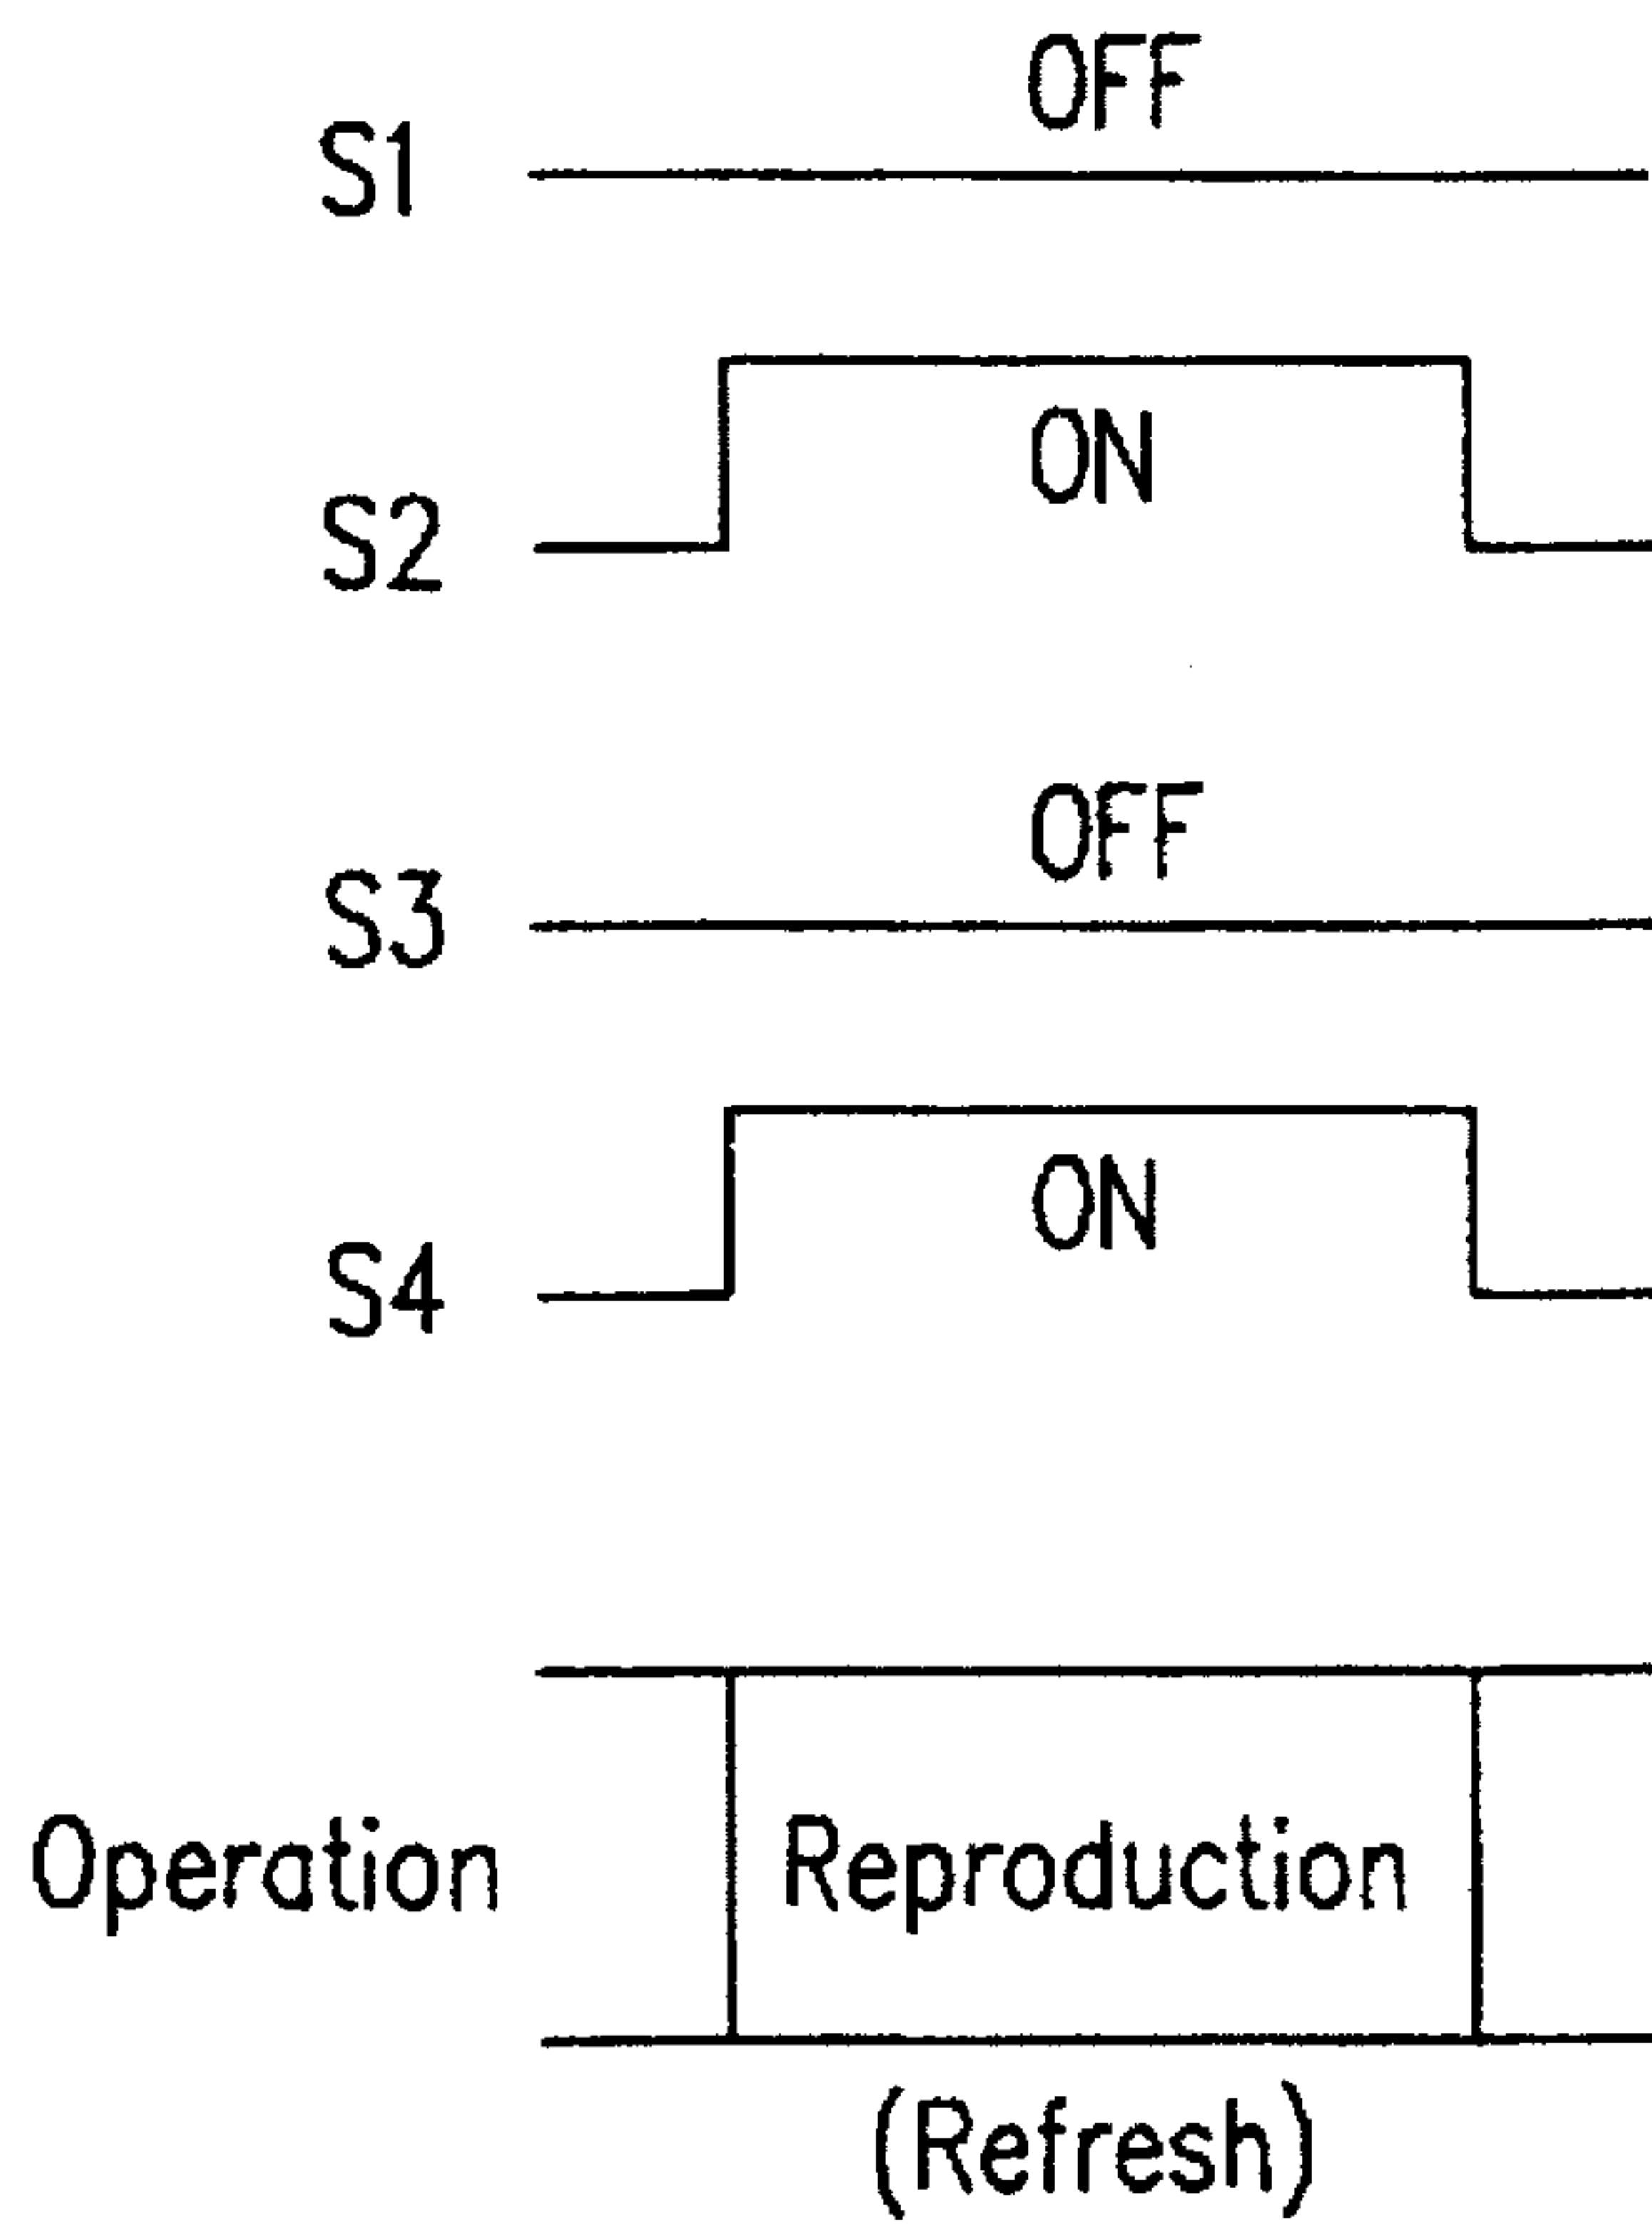 OFF
S1
ON
S2
OFF
S3
ON
S4
Operation Reproduction
(Refresh)